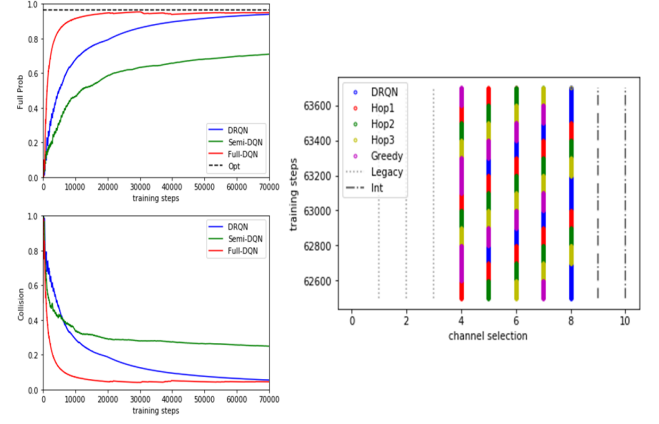 1.0
0.8
0.6
0.4
0.2
0.0
Full Prob
DRQN
Semi-DQN
Full-DQN
Opt
0 10000 20000 30000 40000 50000 60000 70000
training steps
1.0
0.8
0.6
0.4
0.2
0.0
Collision
DRQN
Semi-DQN
Full-DQN
0 10000 20000 30000 40000 50000 60000 70000
training steps
63600
63400
63200
63000
62800
62600
training steps
DRQN
Hop1
Hop2
Hop3
Greedy
Legacy
Int
0 2 4 6 8 10
channel selection